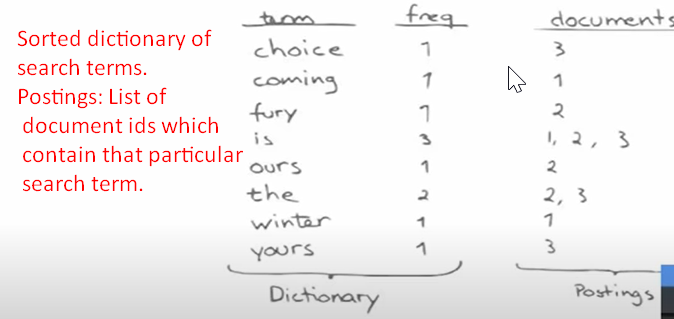 Sorted dictionary of
search terms.
Postings: List of
document ids which
contain that particular
search term.
term freq documents
choice 1 3
coming 1 1
fury 1 2
is 3 1, 2, 3
ours 1 2
the 2 2, 3
winter 1 1
yours 1 3
Dictionary Postings